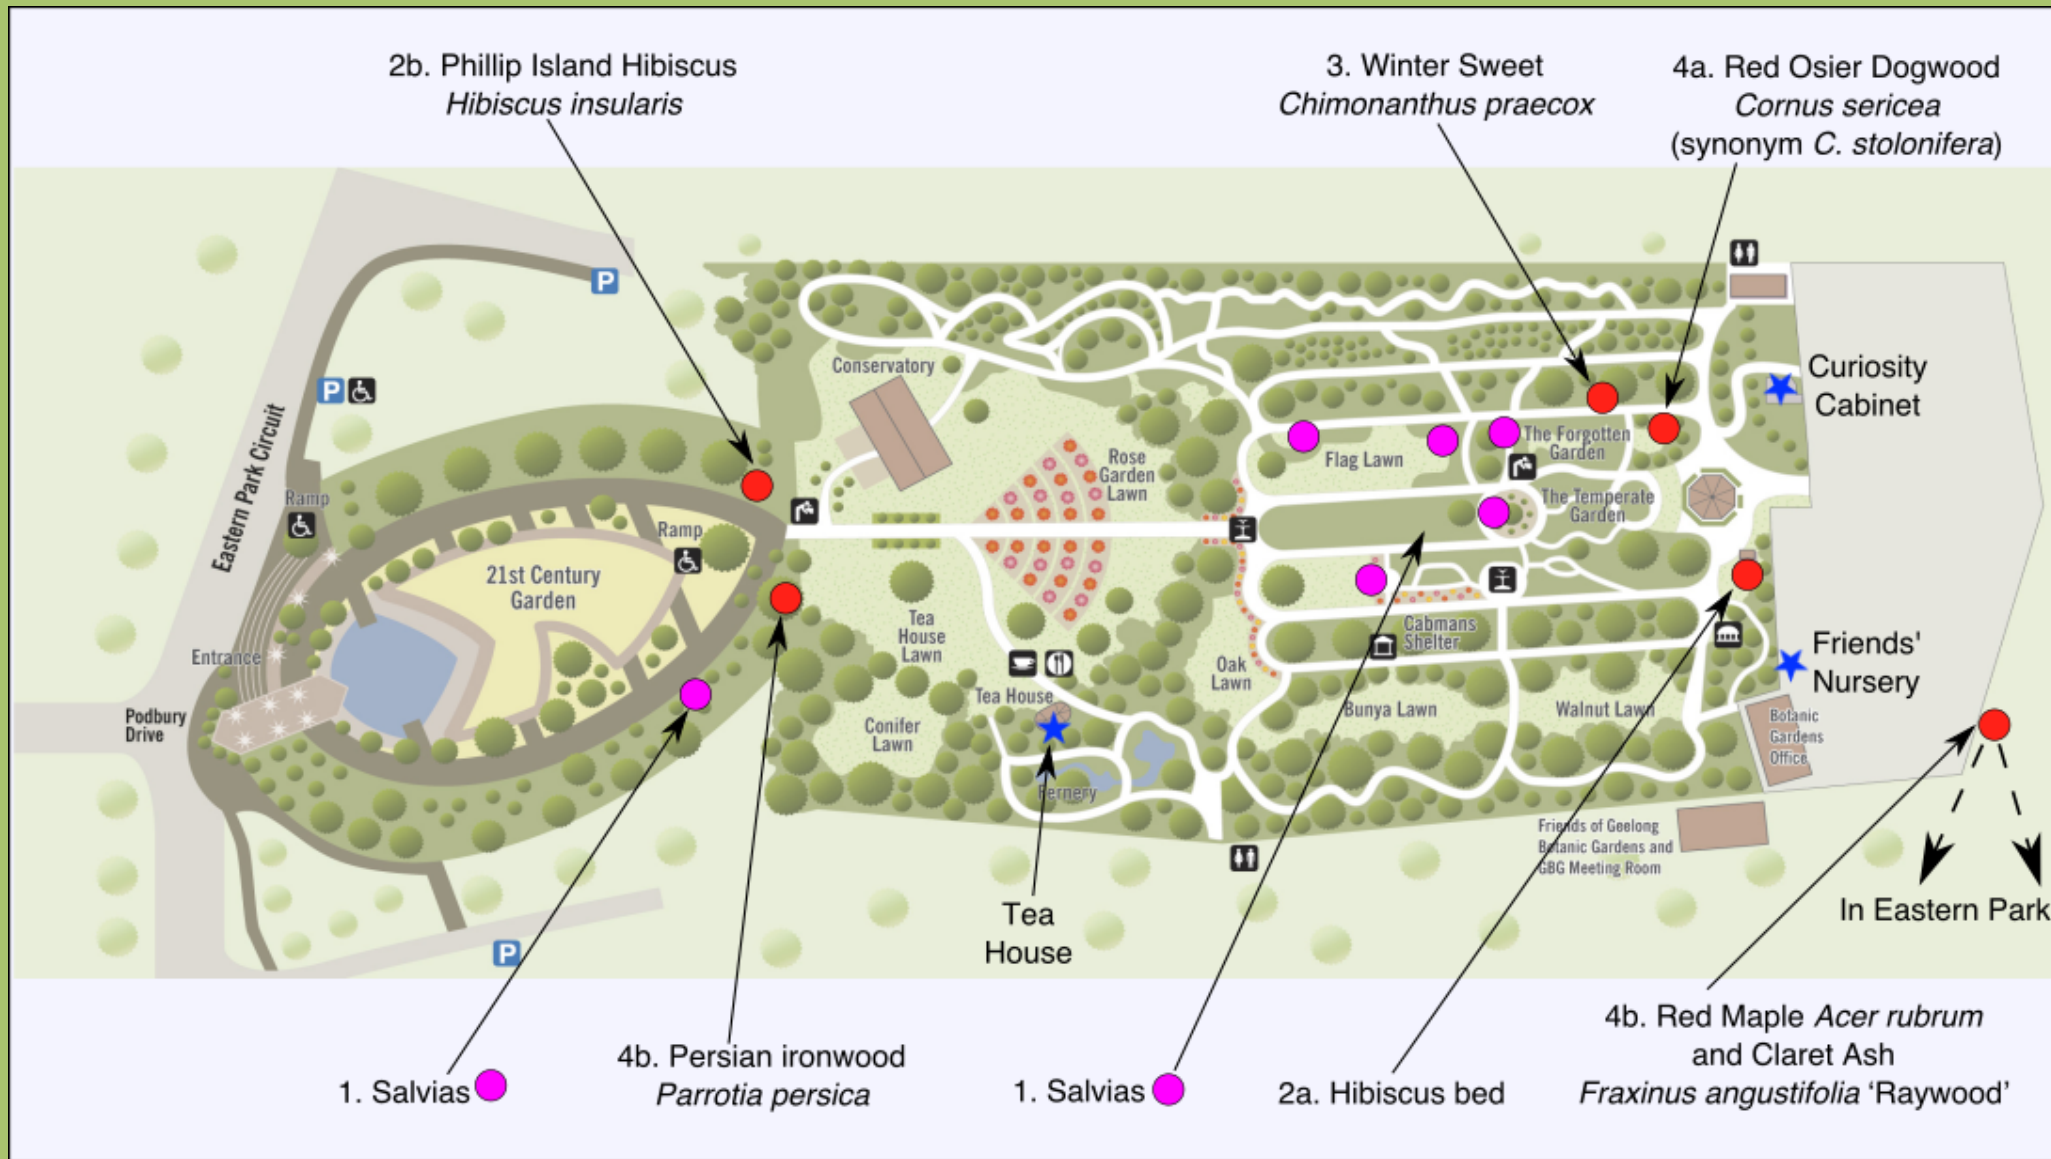 2b. Phillip Island Hibiscus
Hibiscus insularis
3. Winter Sweet
Chimonanthus praecox
4a. Red Osier Dogwood
Cornus sericea
(synonym C. stolonifera)
P
P
Eastern Park Circuit
Ramp
Conservatory
Rose
Garden
Lawn
Flag Lawn
The Forgotten
Garden
The Temperate
Garden
Curiosity
Cabinet
Ramp
21st Century
Garden
Entrance
Podbury
Drive
Tea
House
Lawn
Tea House
Conifer
Lawn
Fernery
Oak
Lawn
Cabmans
Shelter
Bunya Lawn
Walnut Lawn
Friends'
Nursery
Botanic
Gardens
Office
Friends of Geelong
Botanic Gardens and
GBG Meeting Room
P
Tea
House
In Eastern Park
1. Salvias
4b. Persian ironwood
Parrotia persica
1. Salvias
2a. Hibiscus bed
4b. Red Maple Acer rubrum
and Claret Ash
Fraxinus angustifolia ‘Raywood’